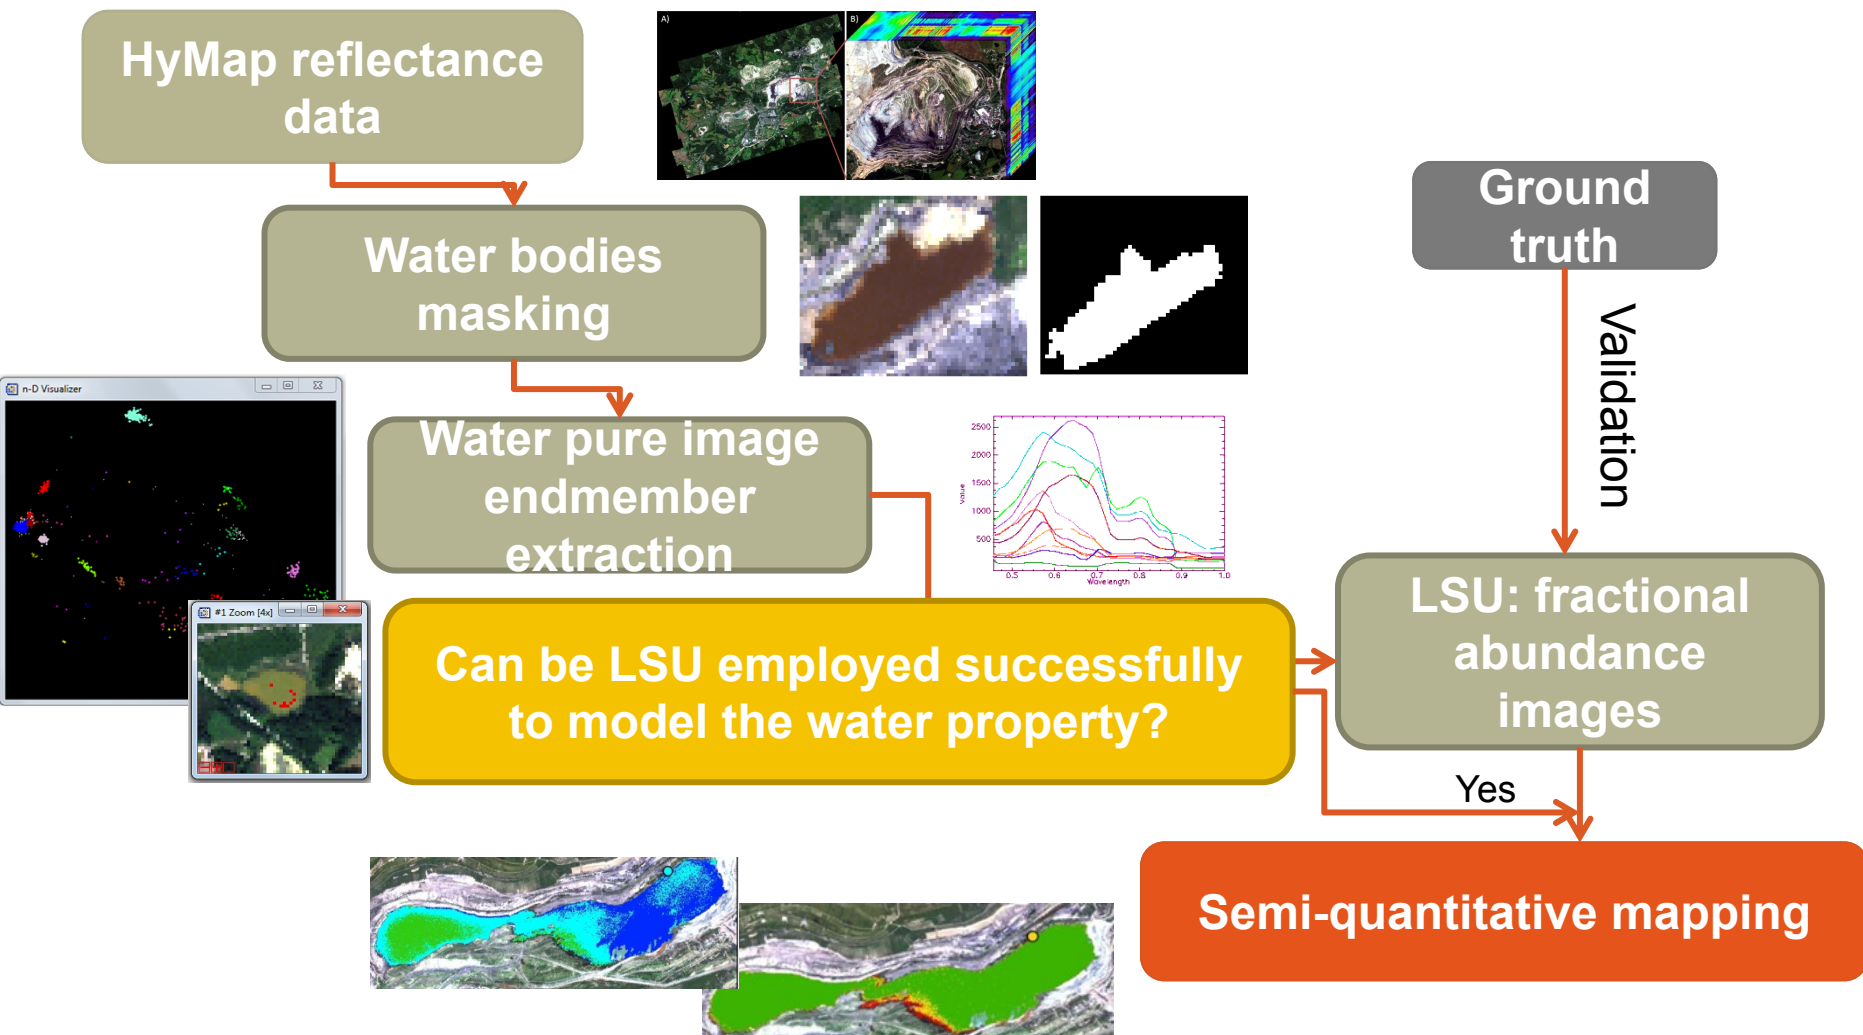 HyMap reflectance
data
A)
B)
Water bodies
masking
Ground
truth
Validation
n-D Visualizer
Water pure image
endmember
extraction
2500
2000
1500
1000
500
Value
0.5
0.6
0.7
0.8
0.9
1.0
Wavelength
#1 Zoom [4x]
Can be LSU employed successfully
to model the water property?
LSU: fractional
abundance
images
Yes
Semi-quantitative mapping